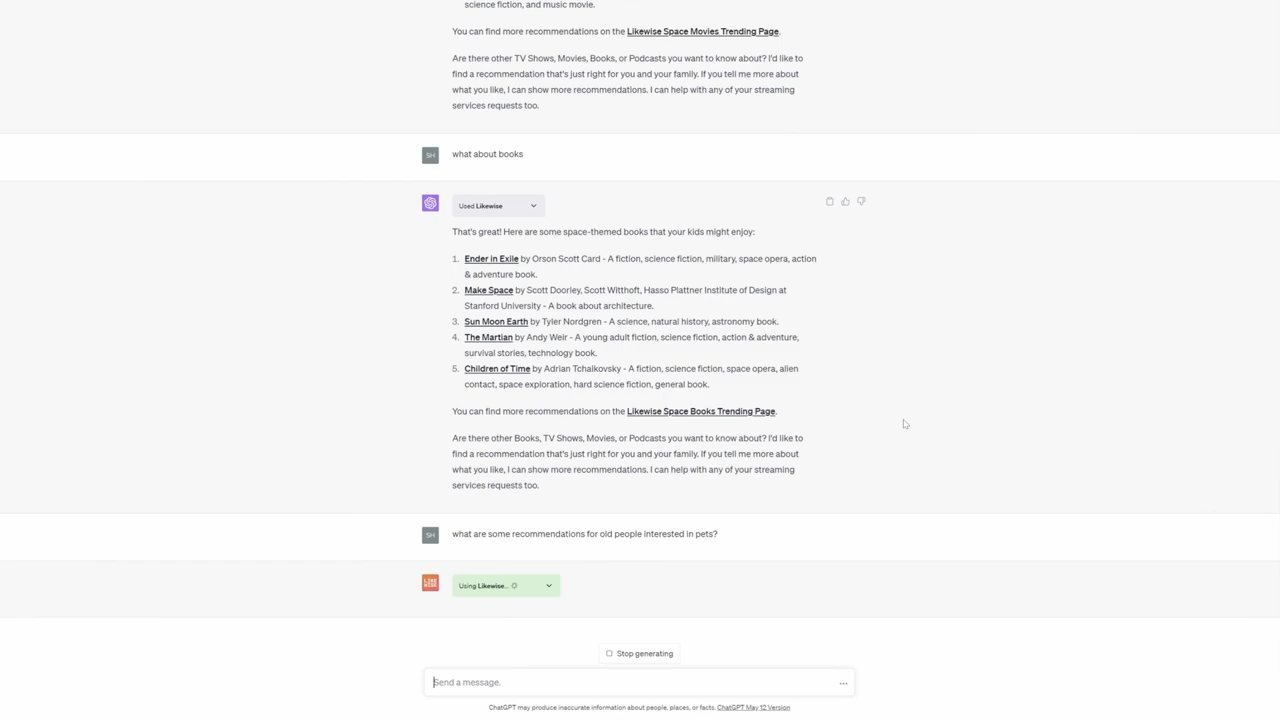 science fiction, and music movie.
You can find more recommendations on the Likewise Space Movies Trending Page.
Are there other TV Shows, Movies, Books, or Podcasts you want to know about? I'd like to
find a recommendation that's just right for you and your family. If you tell me more about
what you like, I can show more recommendations. I can help with any of your streaming
services requests too.
SH what about books
Used Likewise
That's great! Here are some space-themed books that your kids might enjoy:
1. Ender in Exile by Orson Scott Card - A fiction, science fiction, military, space opera, action
& adventure book.
2. Make Space by Scott Doorley, Scott Witthoft, Hasso Plattner Institute of Design at
Stanford University - A book about architecture.
3. Sun Moon Earth by Tyler Nordgren - A science, natural history, astronomy book.
4. The Martian by Andy Weir - A young adult fiction, science fiction, action & adventure,
survival stories, technology book.
5. Children of Time by Adrian Tchaikovsky - A fiction, science fiction, space opera, alien
contact, space exploration, hard science fiction, general book.
You can find more recommendations on the Likewise Space Books Trending Page.
Are there other Books, TV Shows, Movies, or Podcasts you want to know about? I'd like to
find a recommendation that's just right for you and your family. If you tell me more about
what you like, I can show more recommendations. I can help with any of your streaming
services requests too.
SH what are some recommendations for old people interested in pets?
LIKE
WISE
Using Likewise...
Stop generating
Send a message.
ChatGPT may produce inaccurate information about people, places, or facts. ChatGPT May 12 Version